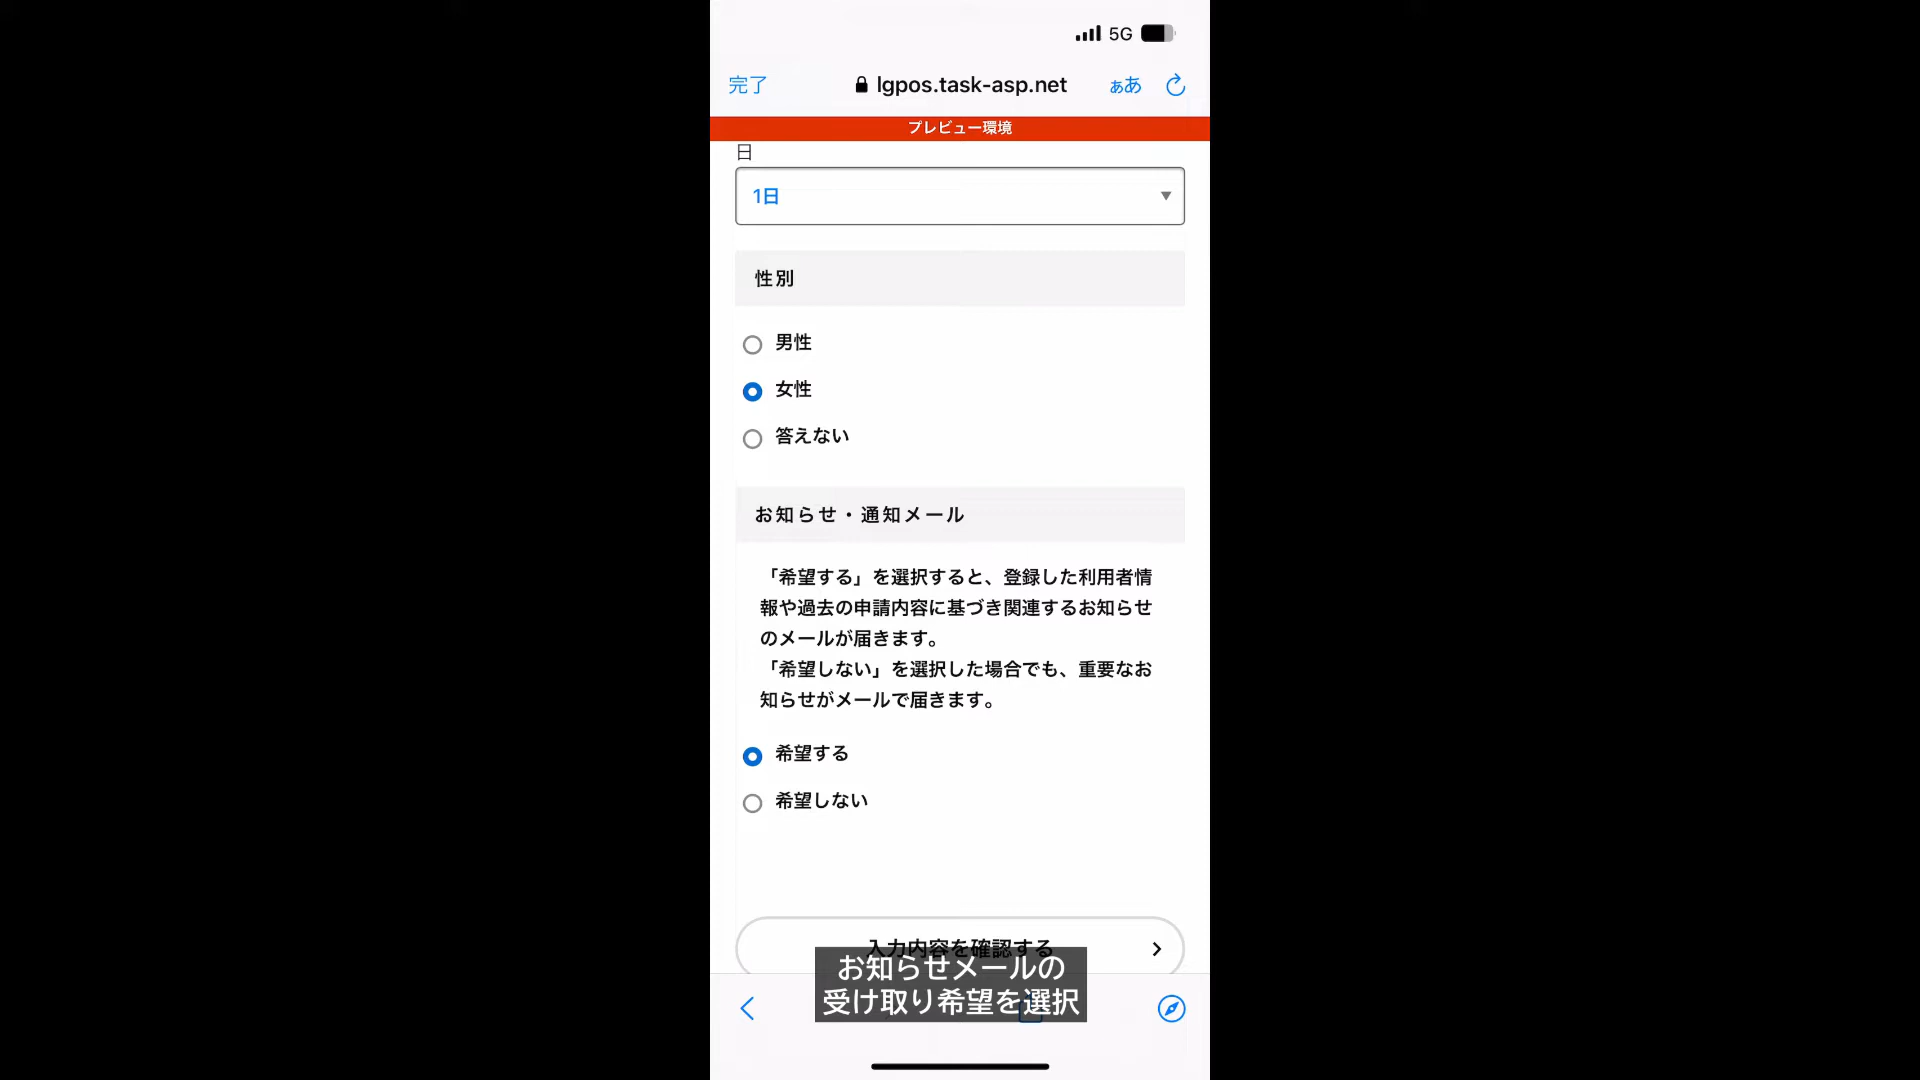 5G
完了
lgpos.task-asp.net
ぁあ
プレビュー環境
日
1日
性別
男性
女性
答えない
お知らせ・通知メール
「希望する」を選択すると、登録した利用者情
報や過去の申請内容に基づき関連するお知らせ
のメールが届きます。
「希望しない」を選択した場合でも、重要なお
知らせがメールで届きます。
希望する
希望しない
入力内容を確認する
お知らせメールの
受け取り希望を選択